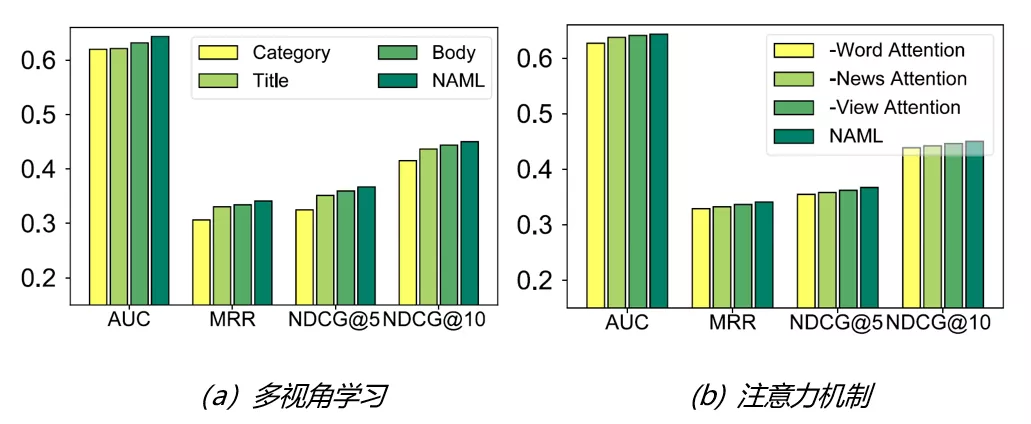 0.6
0.5
0.4
0.3
0.2
Category
Title
Body
NAML
AUC
MRR
NDCG@5
NDCG@10
(a) 多视角学习
0.6
0.5
0.4
0.3
0.2
-Word Attention
-News Attention
-View Attention
NAML
AUC
MRR
NDCG@5
NDCG@10
(b) 注意力机制